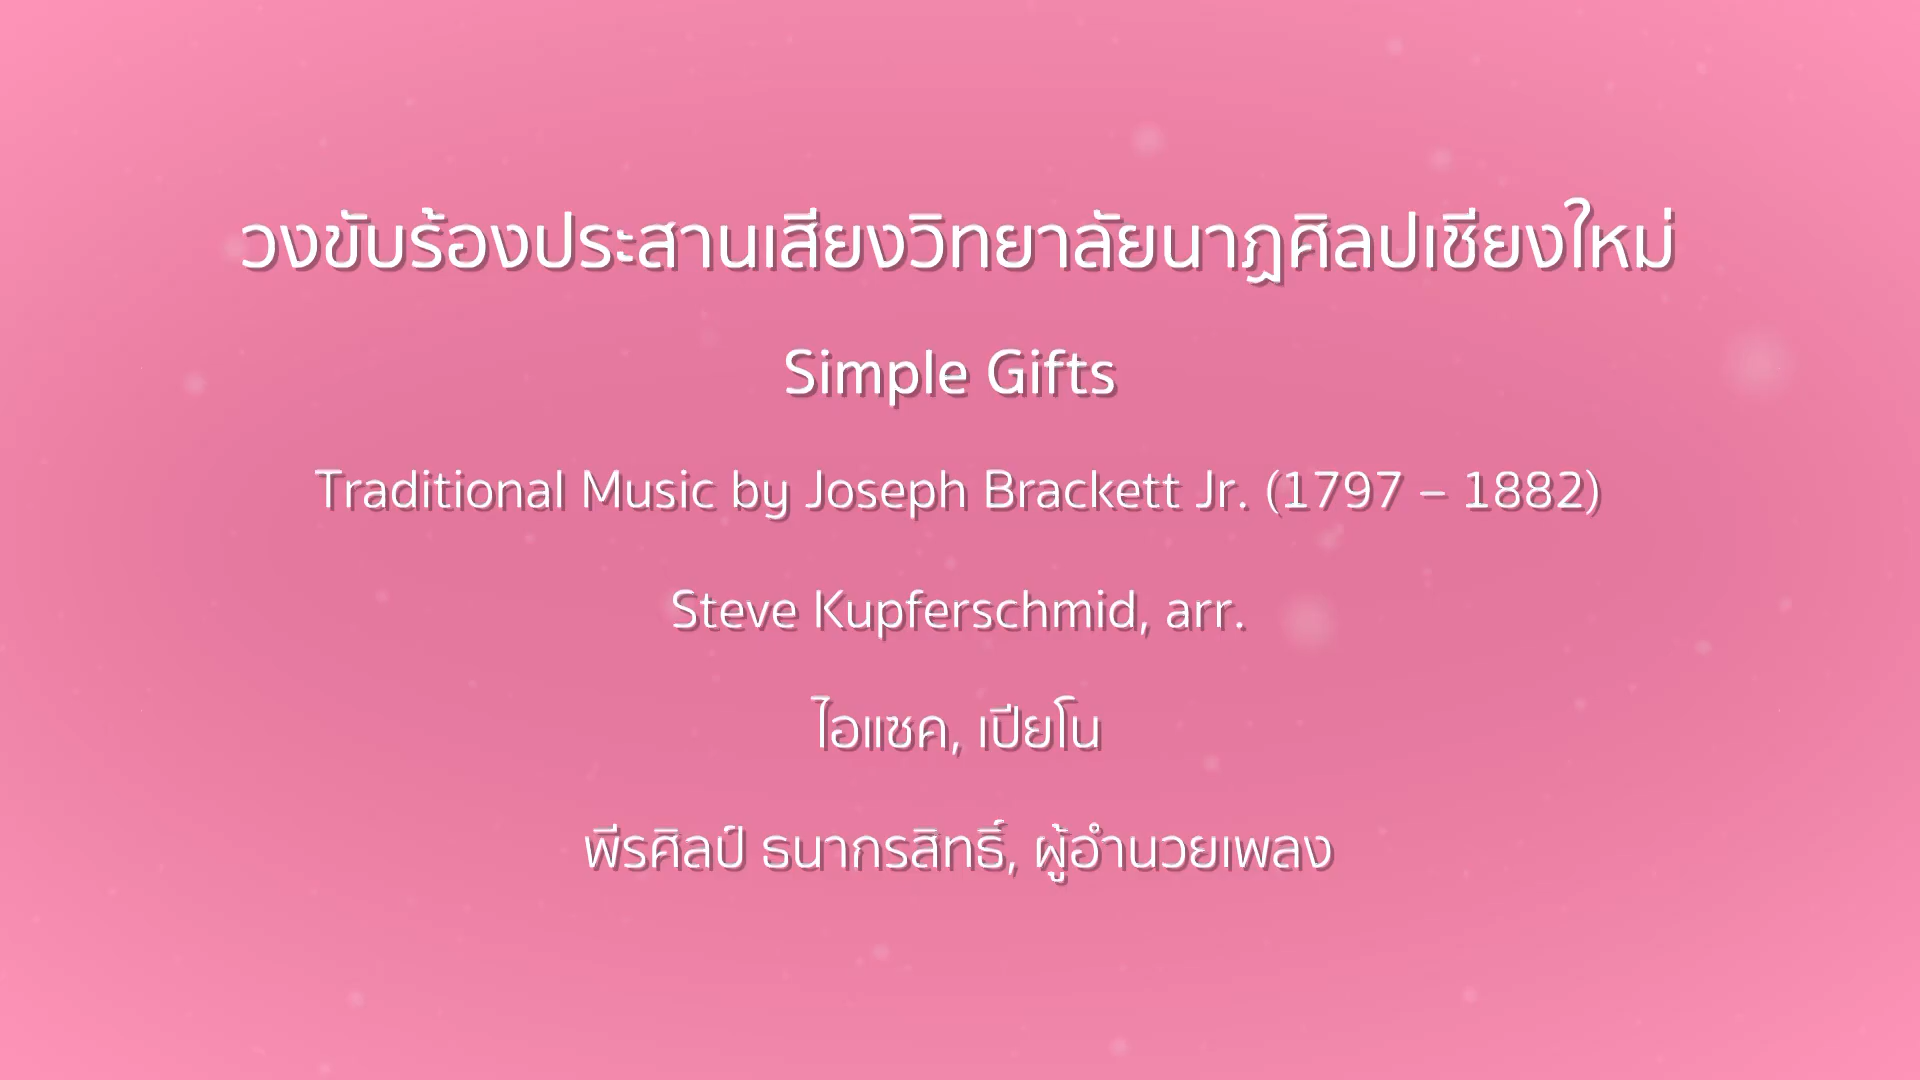 วงขับร้องประสานเสียงวิทยาลัยนาฏศิลปเชียงใหม่
Simple Gifts
Traditional Music by Joseph Brackett Jr. (1797 – 1882)
Steve Kupferschmid, arr.
ไอแซค, เปียโน
พีรศิลป์ ธนากรสิทธิ์, ผู้อำนวยเพลง